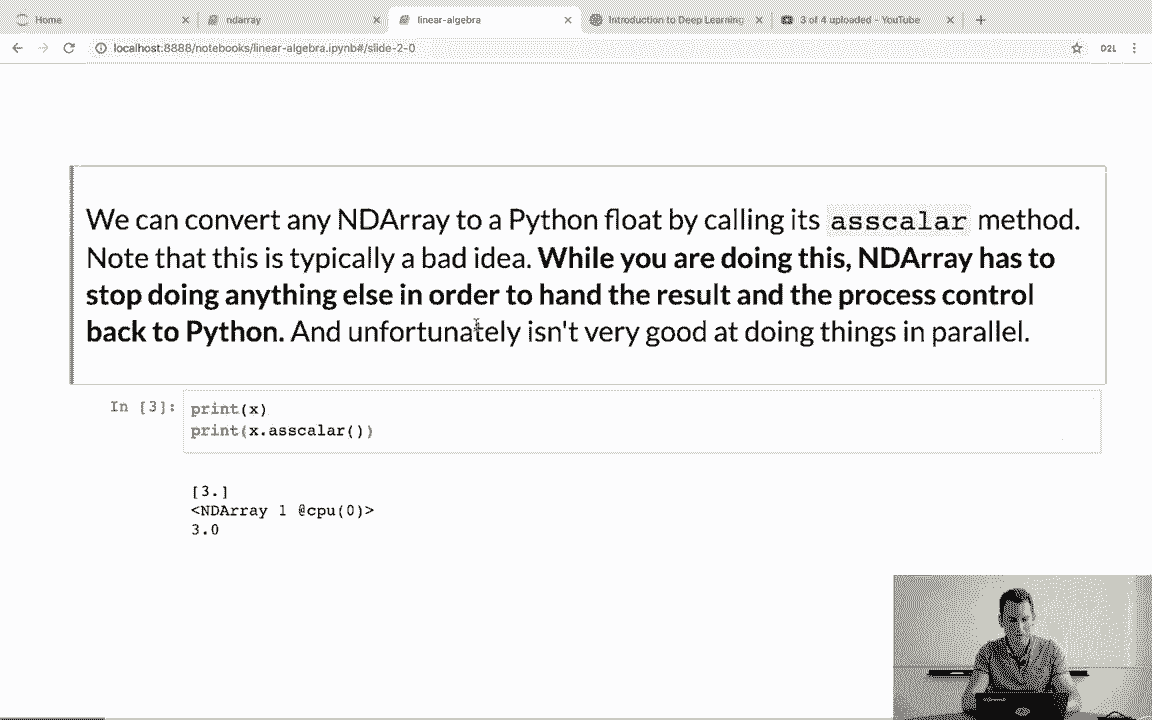 Home
ndarray
linear-algebra
Introduction to Deep Learning
3 of 4 uploaded - YouTube
localhost:8888/notebooks/linear-algebra.ipynb#/slide-2-0
D2L
We can convert any NDArray to a Python float by calling its asscalar method.
Note that this is typically a bad idea. While you are doing this, NDArray has to
stop doing anything else in order to hand the result and the process control
back to Python. And unfortunately isn't very good at doing things in parallel.
In [3]:
print(x)
print(x.asscalar())
[3.]
<NDArray 1 @cpu(0)>
3.0